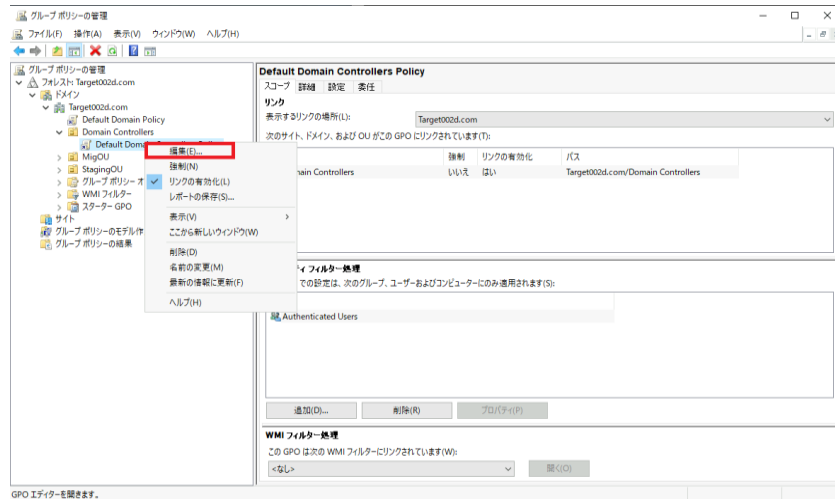 グループ ポリシーの管理
ファイル(F) 操作(A) 表示(V) ウィンドウ(W) ヘルプ(H)
グループ ポリシーの管理
フォレスト: Target002d.com
ドメイン
Target002d.com
Default Domain Policy
Domain Controllers
Default Dom
MigOU
StagingOU
グループ ポリシー オ
WMI フィルター
スターター GPO
サイト
グループ ポリシーのモデル作
グループ ポリシーの結果
編集(E)...
強制(N)
リンクの有効化(L)
レポートの保存(S)...
表示(V)
ここから新しいウィンドウ(W)
削除(D)
名前の変更(M)
最新の情報に更新(F)
ヘルプ(H)
Default Domain Controllers Policy
スコープ 詳細 設定 委任
リンク
表示するリンクの場所(L): Target002d.com
次のサイト、ドメイン、および OU がこの GPO にリンクされています(T):
強制 リンクの有効化 パス
main Controllers いいえ はい Target002d.com/Domain Controllers
フィルター処理
での設定は、次のグループ、ユーザーおよびコンピューターにのみ適用されます(S):
Authenticated Users
追加(D)... 削除(R) プロパティ(P)
WMI フィルター処理
この GPO は次の WMI フィルターにリンクされています(W):
<なし> 開く(O)
GPO エディターを開きます。